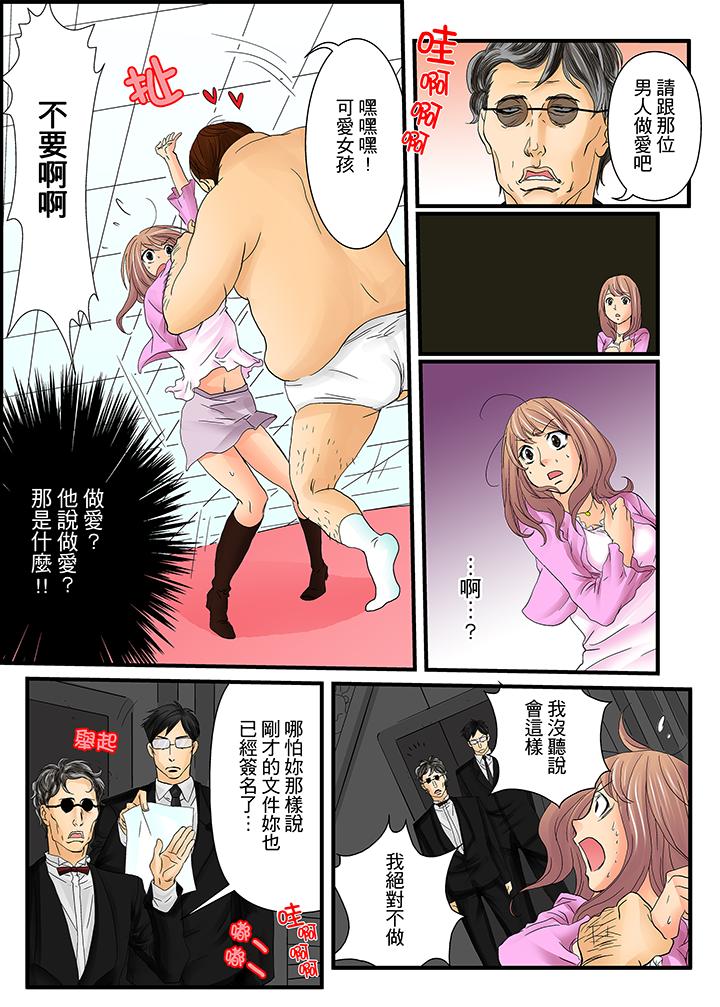 請跟那位
男人做愛吧
哇啊啊啊
…啊…？
嘿嘿嘿！
可愛女孩
扯
不要啊啊
做愛？
他說做愛？
那是什麼!!
我沒聽說
會這樣
我絕對不做
哪怕妳那樣說
剛才的文件妳也
已經簽名了…
舉起
哇啊啊啊
嘟——
嘟——